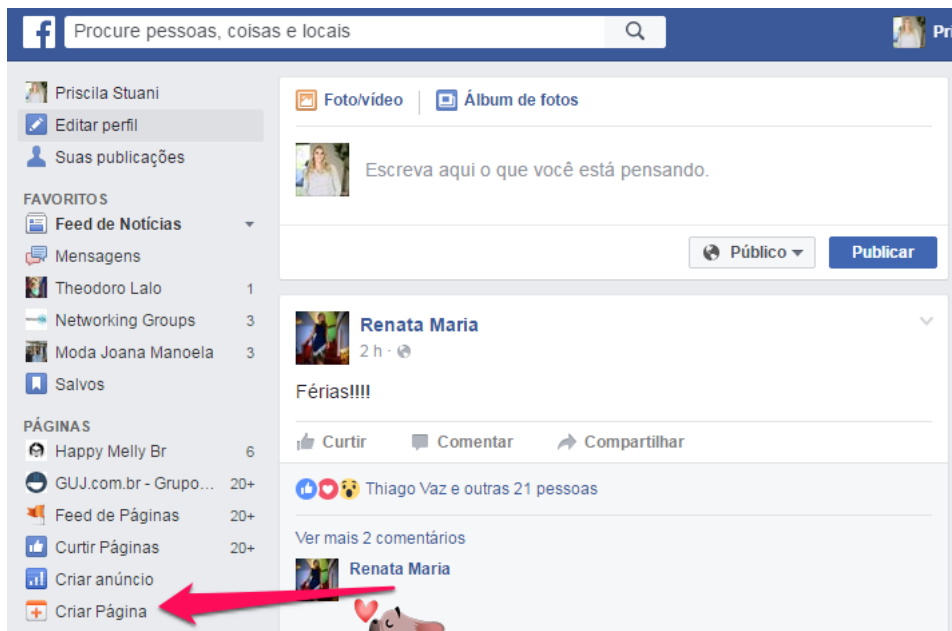 Procure pessoas, coisas e locais
Pri
Priscila Stuani
Editar perfil
Suas publicações
FAVORITOS
Feed de Notícias
Mensagens
Theodoro Lalo 1
Networking Groups 3
Moda Joana Manoela 3
Salvos
PÁGINAS
Happy Melly Br 6
GUJ.com.br - Grupo... 20+
Feed de Páginas 20+
Curtir Páginas 20+
Criar anúncio
Criar Página
Foto/vídeo Álbum de fotos
Escreva aqui o que você está pensando.
Público Publicar
Renata Maria
2 h ·
Férias!!!!
Curtir Comentar Compartilhar
Thiago Vaz e outras 21 pessoas
Ver mais 2 comentários
Renata Maria